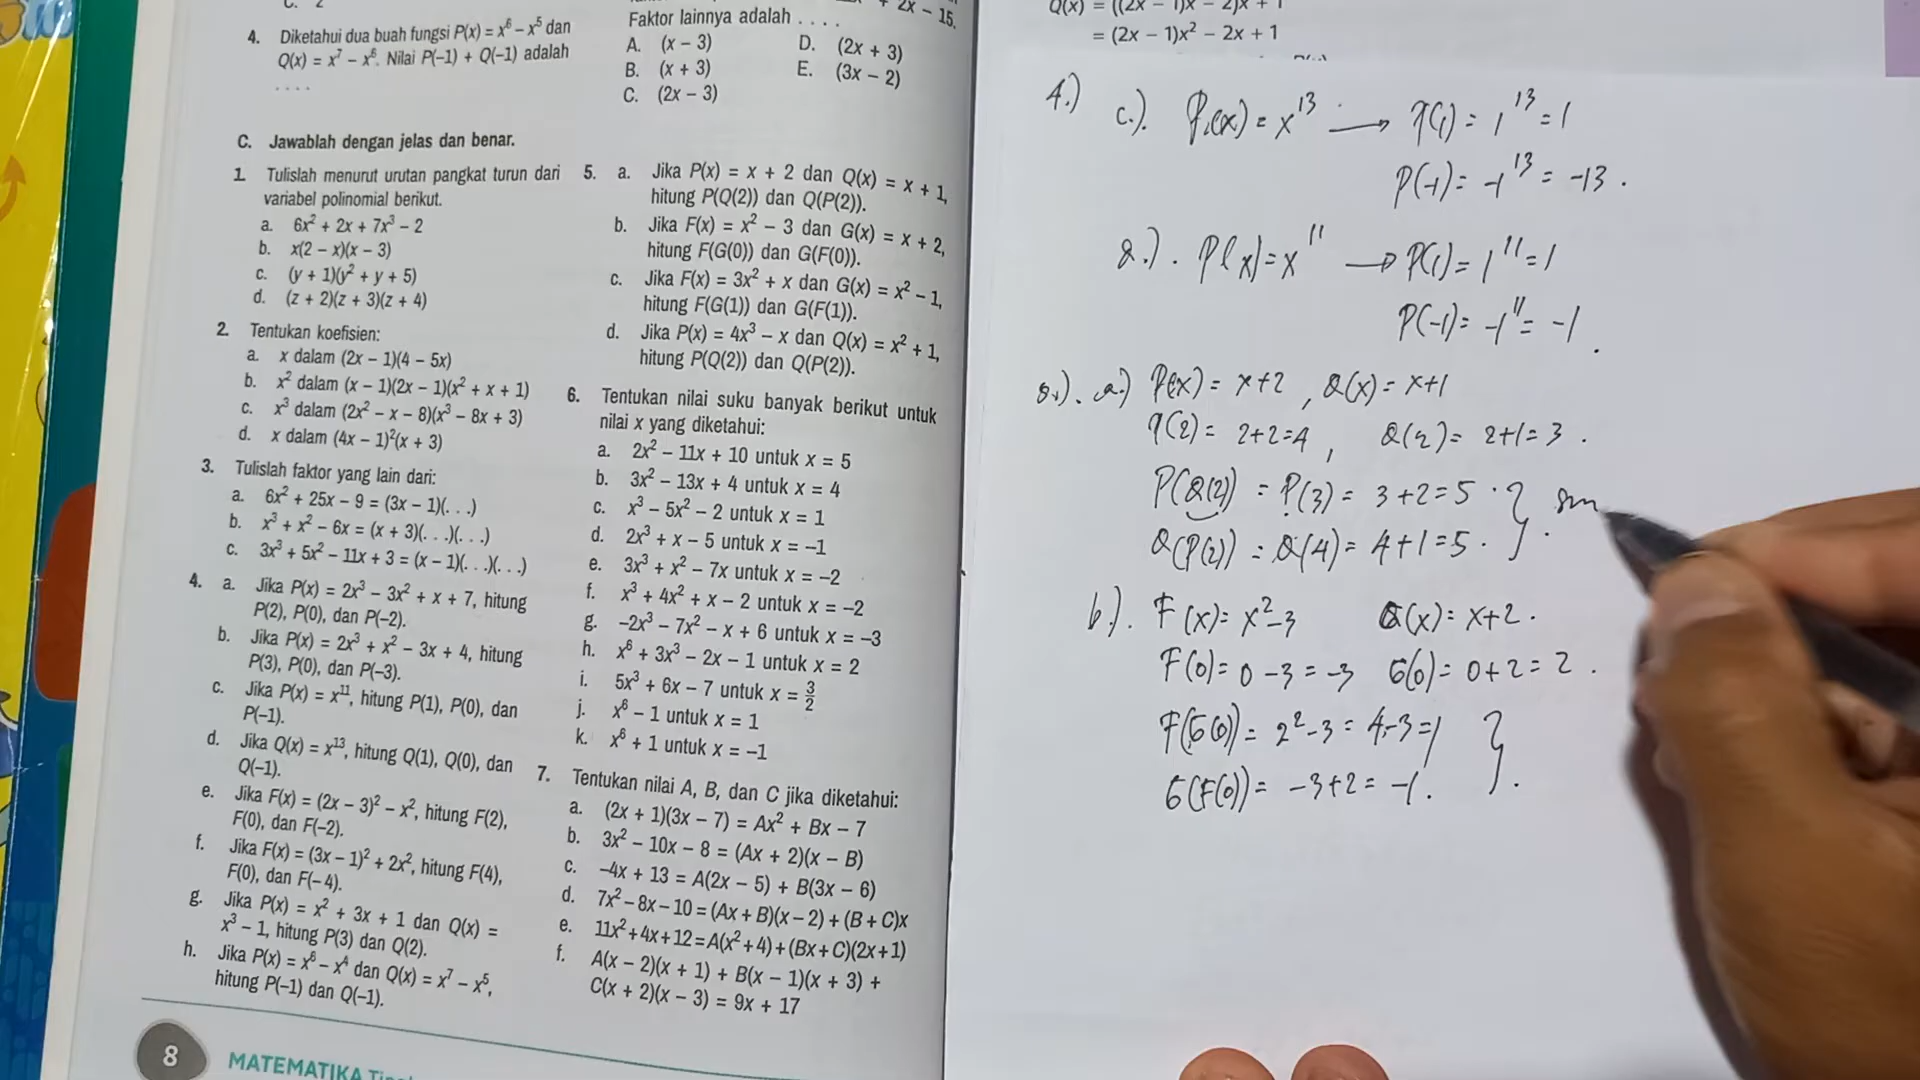 4. Diketahui dua buah fungsi P(x) = x⁶ – x⁵ dan
Q(x) = x⁷ – x⁶. Nilai P(–1) + Q(–1) adalah
. . . .
+ 2x – 15.
Faktor lainnya adalah . . . .
A. (x – 3)
D. (2x + 3)
B. (x + 3)
E. (3x – 2)
C. (2x – 3)
C. Jawablah dengan jelas dan benar.
1. Tulislah menurut urutan pangkat turun dari
variabel polinomial berikut.
a. 6x² + 2x + 7x³ – 2
b. x(2 – x)(x – 3)
c. (y + 1)(y² + y + 5)
d. (z + 2)(z + 3)(z + 4)
2. Tentukan koefisien:
a. x dalam (2x – 1)(4 – 5x)
b. x² dalam (x – 1)(2x – 1)(x² + x + 1)
c. x³ dalam (2x² – x – 8)(x³ – 8x + 3)
d. x dalam (4x – 1)²(x + 3)
3. Tulislah faktor yang lain dari:
a. 6x² + 25x – 9 = (3x – 1)(. . .)
b. x³ + x² – 6x = (x + 3)(. . .)(. . .)
c. 3x³ + 5x² – 11x + 3 = (x – 1)(. . .)(. . .)
4. a. Jika P(x) = 2x³ – 3x² + x + 7, hitung
P(2), P(0), dan P(–2).
b. Jika P(x) = 2x³ + x² – 3x + 4, hitung
P(3), P(0), dan P(–3).
c. Jika P(x) = x¹¹, hitung P(1), P(0), dan
P(–1).
d. Jika Q(x) = x¹³, hitung Q(1), Q(0), dan
Q(–1).
e. Jika F(x) = (2x – 3)² – x², hitung F(2),
F(0), dan F(–2).
f. Jika F(x) = (3x – 1)² + 2x², hitung F(4),
F(0), dan F(– 4).
g. Jika P(x) = x² + 3x + 1 dan Q(x) =
x³ – 1, hitung P(3) dan Q(2).
h. Jika P(x) = x⁶ – x⁴ dan Q(x) = x⁷ – x⁵,
hitung P(–1) dan Q(–1).
5. a. Jika P(x) = x + 2 dan Q(x) = x + 1,
hitung P(Q(2)) dan Q(P(2)).
b. Jika F(x) = x² – 3 dan G(x) = x + 2,
hitung F(G(0)) dan G(F(0)).
c. Jika F(x) = 3x² + x dan G(x) = x² – 1,
hitung F(G(1)) dan G(F(1)).
d. Jika P(x) = 4x³ – x dan Q(x) = x² + 1,
hitung P(Q(2)) dan Q(P(2)).
6. Tentukan nilai suku banyak berikut untuk
nilai x yang diketahui:
a. 2x² – 11x + 10 untuk x = 5
b. 3x² – 13x + 4 untuk x = 4
c. x³ – 5x² – 2 untuk x = 1
d. 2x³ + x – 5 untuk x = –1
e. 3x³ + x² – 7x untuk x = –2
f. x³ + 4x² + x – 2 untuk x = –2
g. –2x³ – 7x² – x + 6 untuk x = –3
h. x⁶ + 3x³ – 2x – 1 untuk x = 2
i. 5x³ + 6x – 7 untuk x = 3/2
j. x⁶ – 1 untuk x = 1
k. x⁶ + 1 untuk x = –1
7. Tentukan nilai A, B, dan C jika diketahui:
a. (2x + 1)(3x – 7) = Ax² + Bx – 7
b. 3x² – 10x – 8 = (Ax + 2)(x – B)
c. –4x + 13 = A(2x – 5) + B(3x – 6)
d. 7x² – 8x – 10 = (Ax + B)(x – 2) + (B + C)x
e. 11x² + 4x + 12 = A(x² + 4) + (Bx + C)(2x + 1)
f. A(x – 2)(x + 1) + B(x – 1)(x + 3) +
C(x + 2)(x – 3) = 9x + 17
8 MATEMATIKA
Q(x) = ((2x – 1)x – 2)x + 1
= (2x – 1)x² – 2x + 1
4.) c.). P(x) = x¹³ → P(1) = 1¹³ = 1
P(-1) = -1¹³ = -13 .
d.) . P(x) = x¹¹ → P(1) = 1¹¹ = 1
P(-1) = -1¹¹ = -1 .
5.). a.) P(x) = x+2 , Q(x) = x+1
P(2) = 2+2=4 , Q(2) = 2+1=3 .
P(Q(2)) = P(3) = 3+2=5 . } sm
Q(P(2)) = Q(4) = 4+1=5 .
b.). F(x) = x²-3 G(x) = x+2 .
F(0) = 0-3 = -3 G(0) = 0+2 = 2 .
F(G(0)) = 2²-3 = 4-3=1 }
G(F(0)) = -3+2 = -1 .